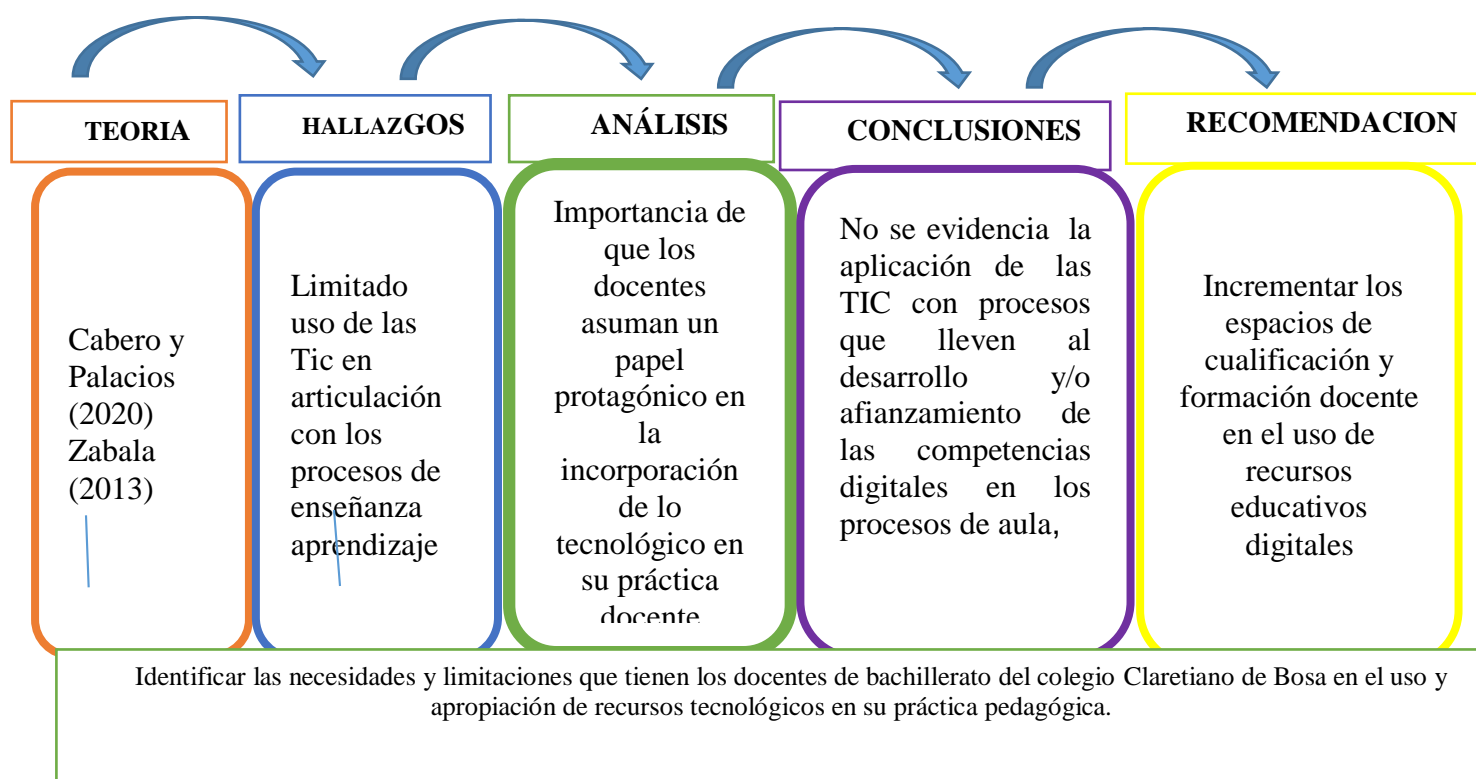 TEORIA
HALLAZGOS
ANÁLISIS
CONCLUSIONES
RECOMENDACION
Cabero y
Palacios
(2020)
Zabala
(2013)
Limitado
uso de las
Tic en
articulación
con los
procesos de
enseñanza
aprendizaje
Importancia de
que los
docentes
asuman un
papel
protagónico en
la
incorporación
de lo
tecnológico en
su práctica
docente
No se evidencia la
aplicación de las
TIC con procesos
que lleven al
desarrollo y/o
afianzamiento de
las competencias
digitales en los
procesos de aula,
Incrementar los
espacios de
cualificación y
formación docente
en el uso de
recursos
educativos
digitales
Identificar las necesidades y limitaciones que tienen los docentes de bachillerato del colegio Claretiano de Bosa en el uso y
apropiación de recursos tecnológicos en su práctica pedagógica.